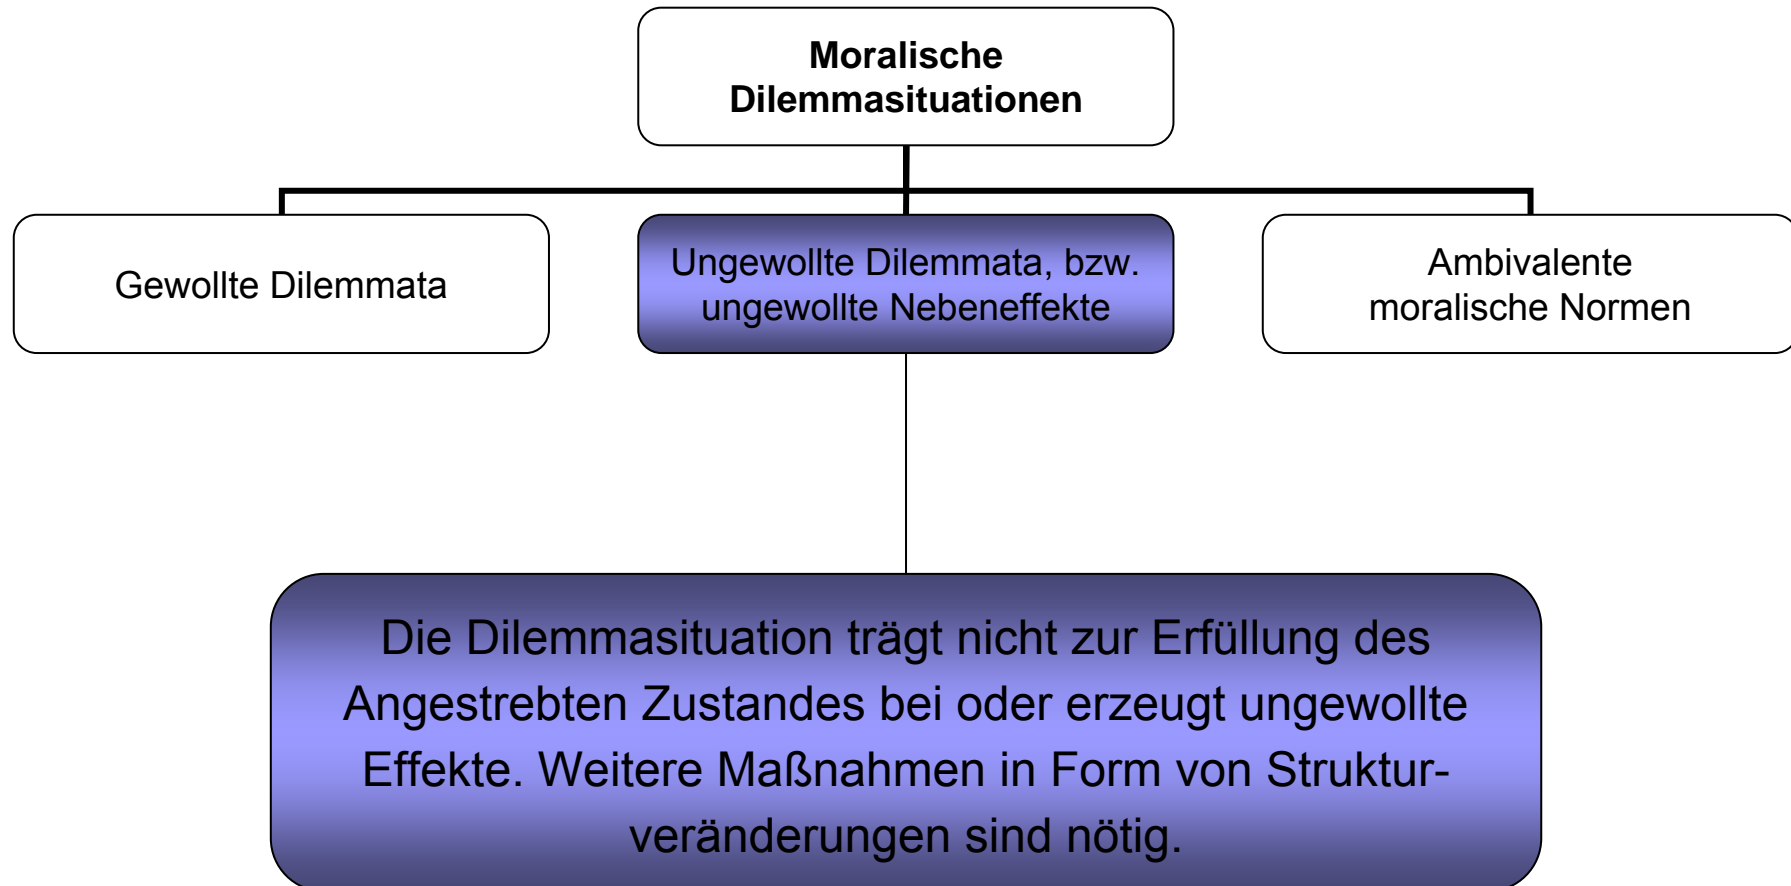 Moralische
Dilemmasituationen
Gewollte Dilemmata
Ungewollte Dilemmata, bzw.
ungewollte Nebeneffekte
Ambivalente
moralische Normen
Die Dilemmasituation trägt nicht zur Erfüllung des
Angestrebten Zustandes bei oder erzeugt ungewollte
Effekte. Weitere Maßnahmen in Form von Struktur-
veränderungen sind nötig.